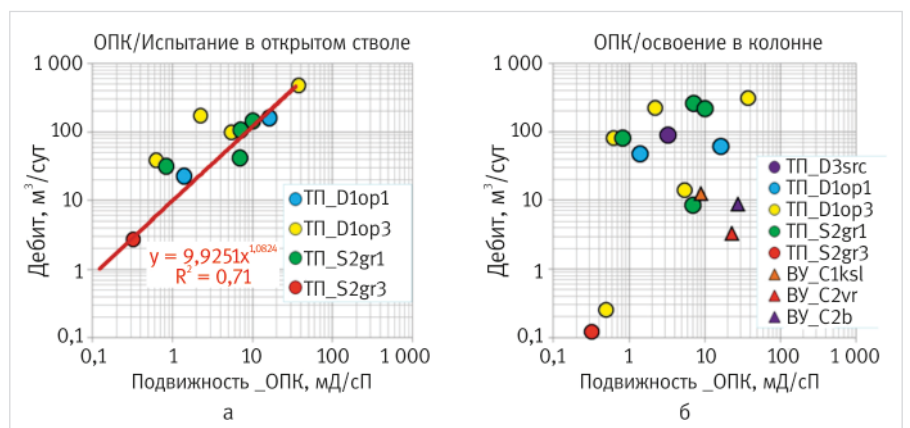 ОПК/Испытание в открытом стволе
1 000
100
10
1
0,1
0,1 1 10 100 1 000
Дебит, м³/сут
Подвижность _ОПК, мД/сП
y = 9,9251x^1,0824
R² = 0,71
ТП_D1op1
ТП_D1op3
ТП_S2gr1
ТП_S2gr3
а
ОПК/освоение в колонне
1 000
100
10
1
0,1
0,1 1 10 100 1 000
Дебит, м³/сут
Подвижность _ОПК, мД/сП
ТП_D3src
ТП_D1op1
ТП_D1op3
ТП_S2gr1
ТП_S2gr3
ВУ_C1ksl
ВУ_C2vr
ВУ_C2b
б